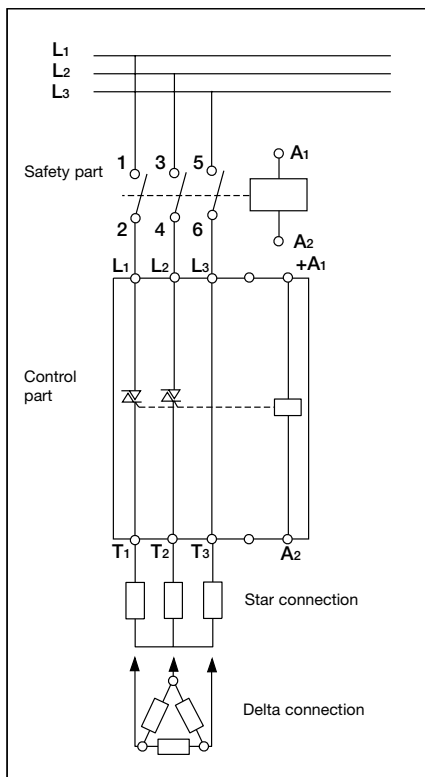 L1
L2
L3
1 3 5
A1
Safety part
2 4 6
A2
L1 L2 L3 +A1
Control
part
T1 T2 T3 A2
Star connection
Delta connection